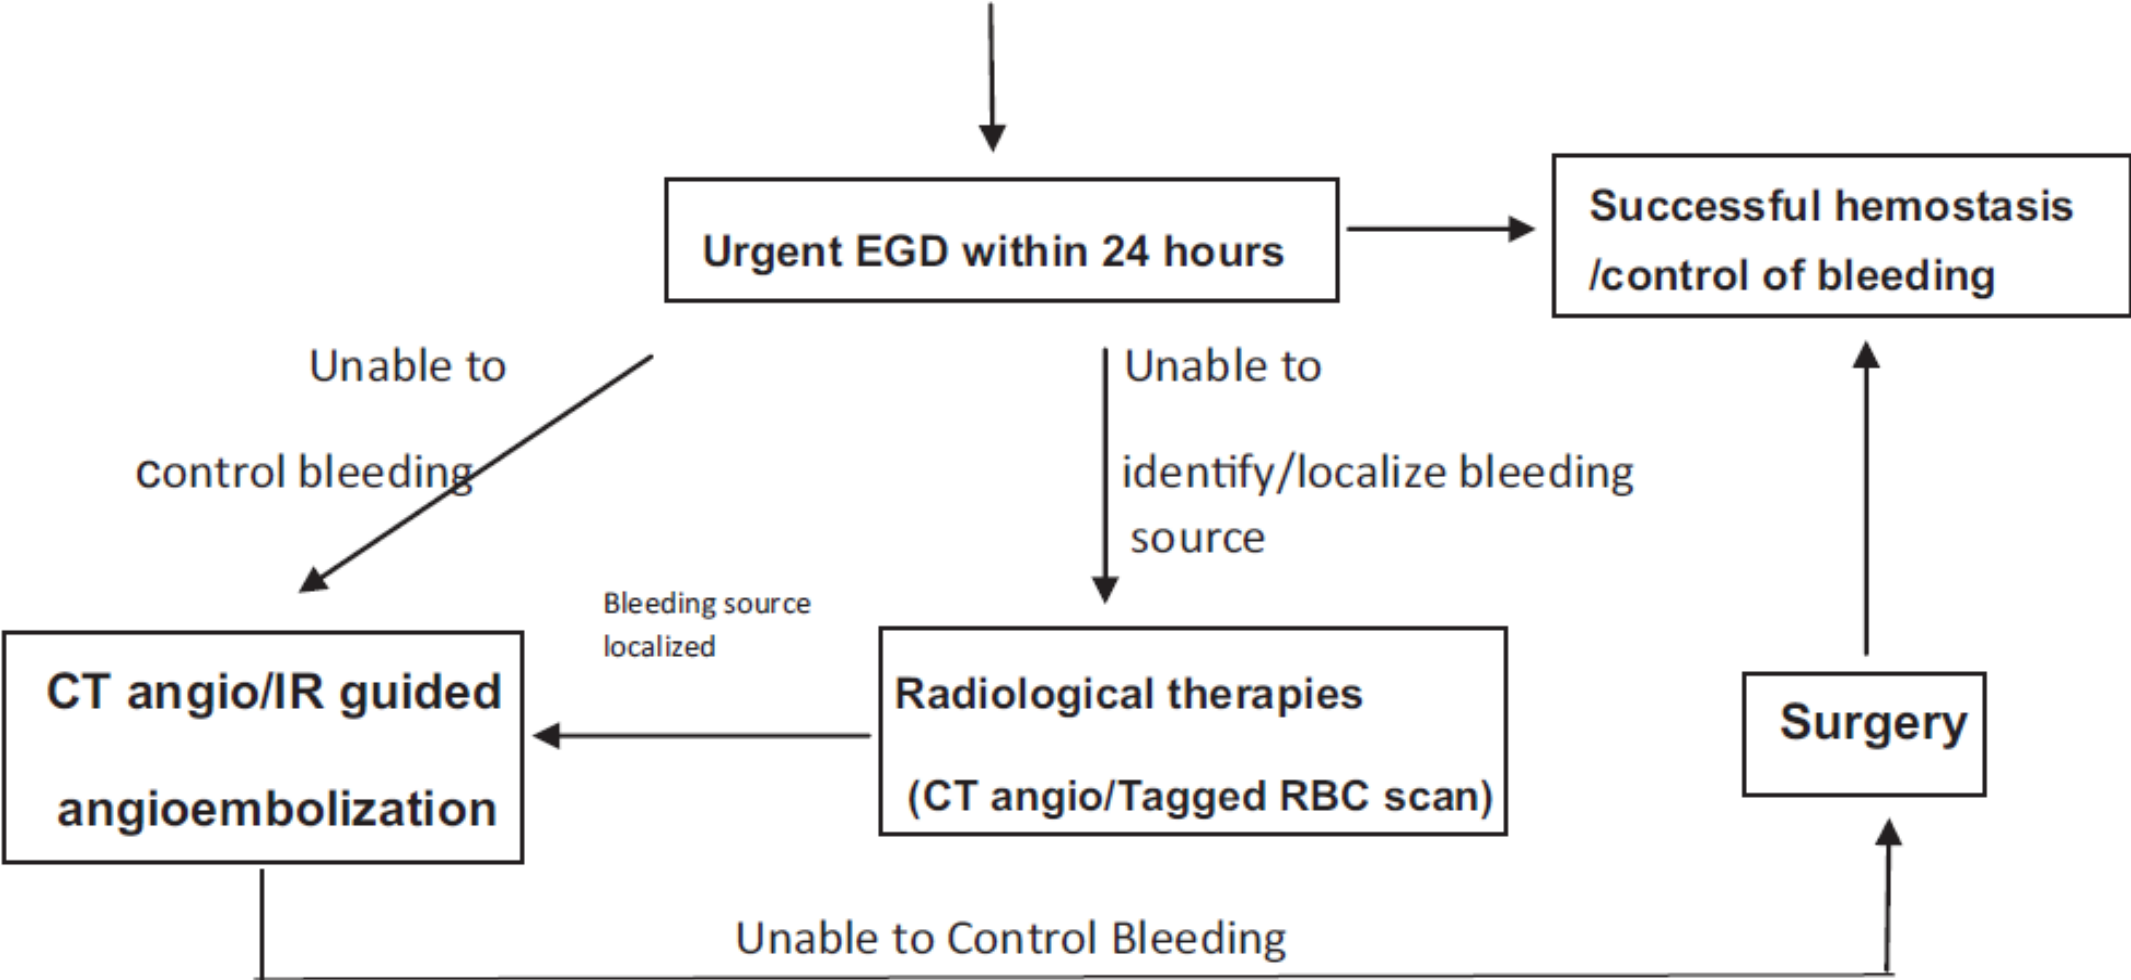 Urgent EGD within 24 hours
Successful hemostasis
/control of bleeding
Unable to
control bleeding
Unable to
identify/localize bleeding
source
Bleeding source
localized
CT angio/IR guided
angioembolization
Radiological therapies
(CT angio/Tagged RBC scan)
Surgery
Unable to Control Bleeding